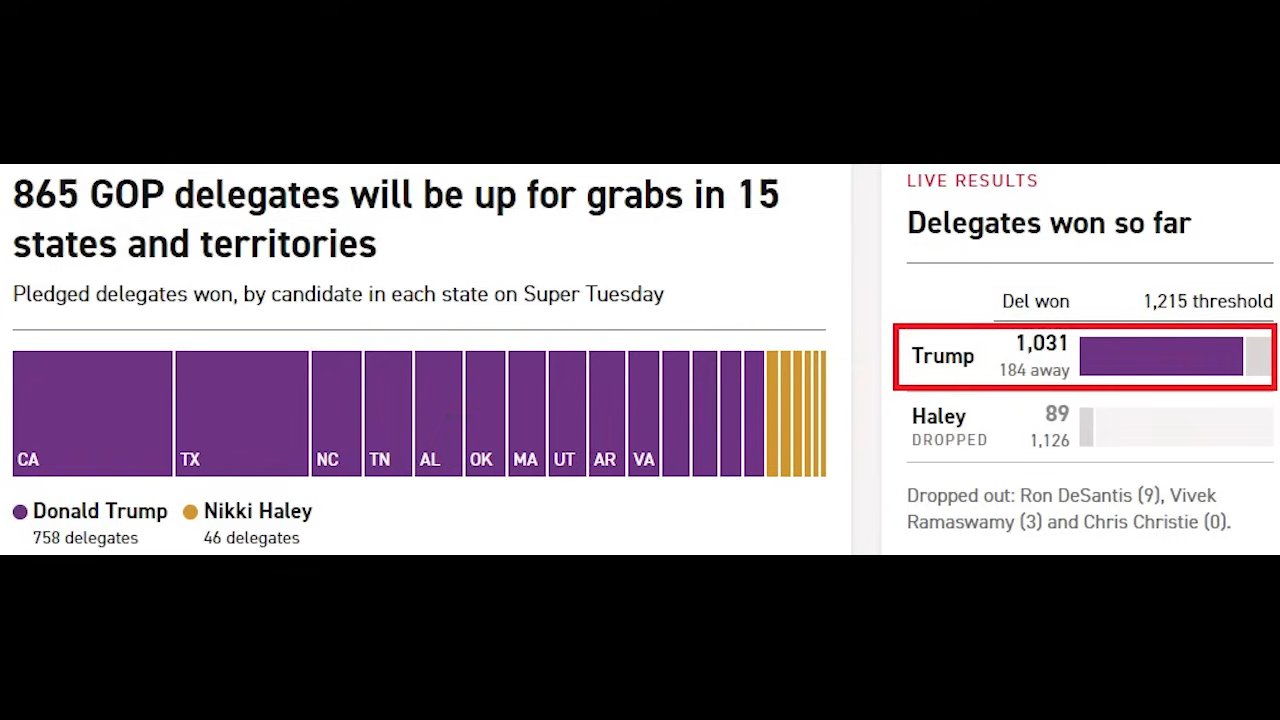 865 GOP delegates will be up for grabs in 15
states and territories
Pledged delegates won, by candidate in each state on Super Tuesday
CA TX NC TN AL OK MA UT AR VA
Donald Trump Nikki Haley
758 delegates 46 delegates
LIVE RESULTS
Delegates won so far
Del won 1,215 threshold
Trump 1,031
184 away
Haley 89
DROPPED 1,126
Dropped out: Ron DeSantis (9), Vivek
Ramaswamy (3) and Chris Christie (0).